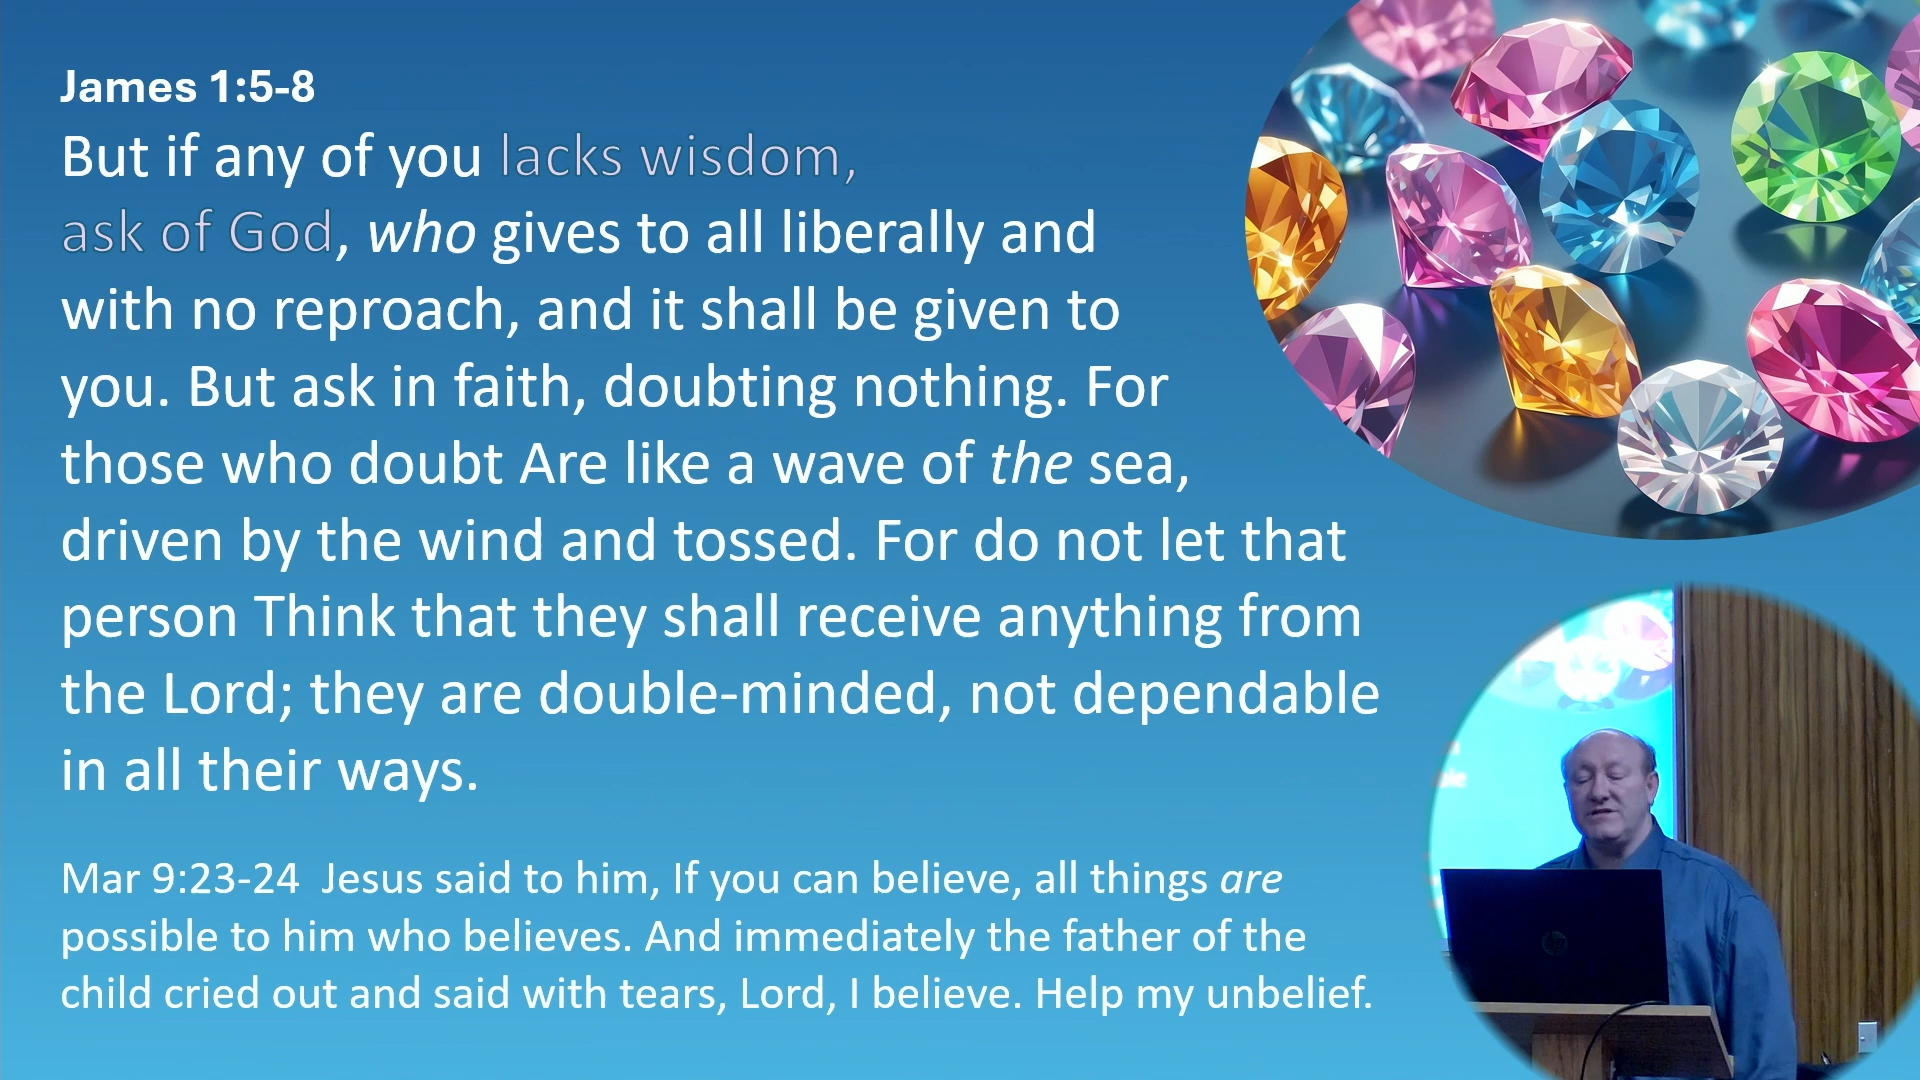 James 1:5-8
But if any of you lacks wisdom,
ask of God, who gives to all liberally and
with no reproach, and it shall be given to
you. But ask in faith, doubting nothing. For
those who doubt Are like a wave of the sea,
driven by the wind and tossed. For do not let that
person Think that they shall receive anything from
the Lord; they are double-minded, not dependable
in all their ways.
Mar 9:23-24 Jesus said to him, If you can believe, all things are
possible to him who believes. And immediately the father of the
child cried out and said with tears, Lord, I believe. Help my unbelief.